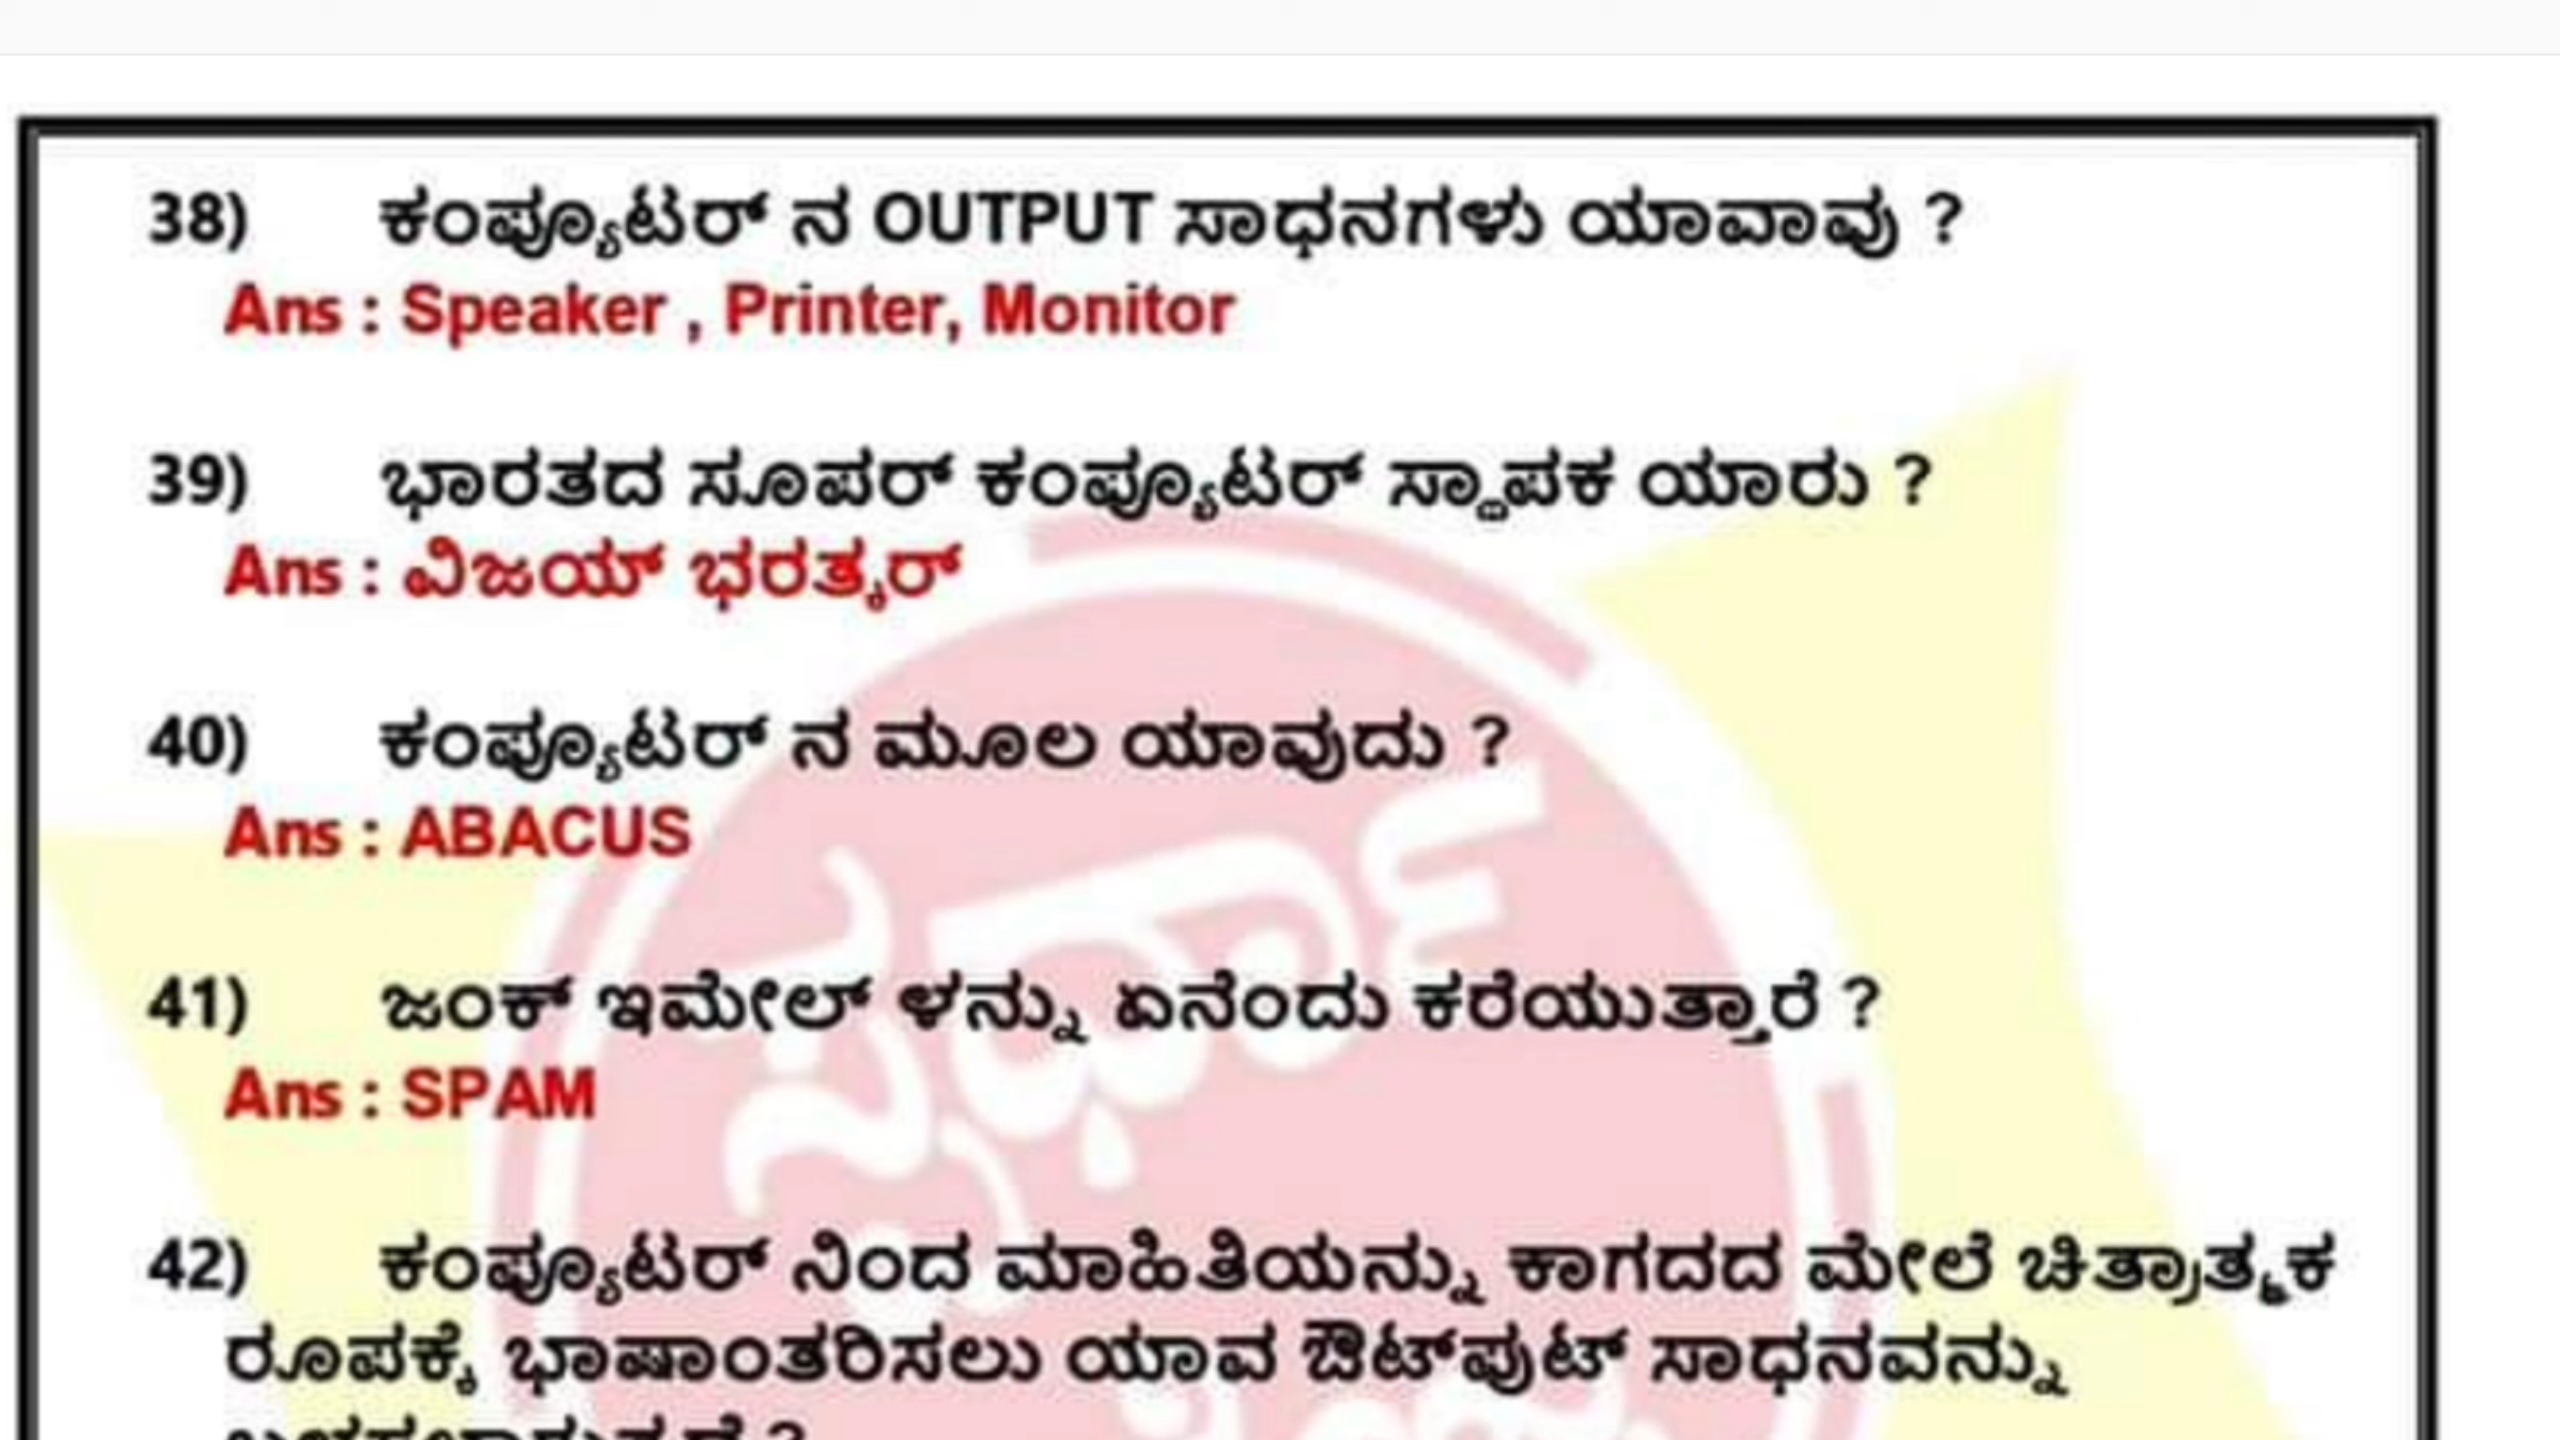 38) ಕಂಪ್ಯೂಟರ್ ನ OUTPUT ಸಾಧನಗಳು ಯಾವಾವು ?
Ans : Speaker , Printer, Monitor
39) ಭಾರತದ ಸೂಪರ್ ಕಂಪ್ಯೂಟರ್ ಸ್ಥಾಪಕ ಯಾರು ?
Ans : ವಿಜಯ್ ಭರತ್ಕರ್
40) ಕಂಪ್ಯೂಟರ್ ನ ಮೂಲ ಯಾವುದು ?
Ans : ABACUS
41) ಜಂಕ್ ಇಮೇಲ್ ಳನ್ನು ಏನೆಂದು ಕರೆಯುತ್ತಾರೆ ?
Ans : SPAM
ಸ್ಪರ್ಧಾ
42) ಕಂಪ್ಯೂಟರ್ ನಿಂದ ಮಾಹಿತಿಯನ್ನು ಕಾಗದದ ಮೇಲೆ ಚಿತ್ರಾತ್ಮಕ
ರೂಪಕ್ಕೆ ಭಾಷಾಂತರಿಸಲು ಯಾವ ಔಟ್‌ಪುಟ್ ಸಾಧನವನ್ನು